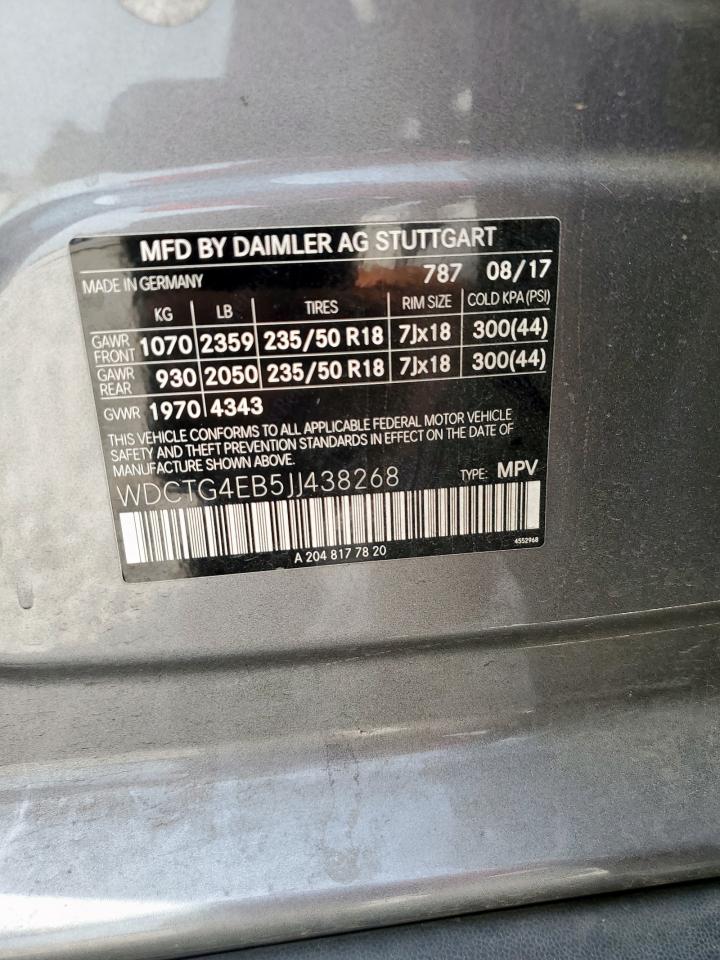 MFD BY DAIMLER AG STUTTGART
MADE IN GERMANY 787 08/17
KG LB TIRES RIM SIZE COLD KPA (PSI)
GAWR FRONT 1070 2359 235/50 R18 7Jx18 300(44)
GAWR REAR 930 2050 235/50 R18 7Jx18 300(44)
GVWR 1970 4343
THIS VEHICLE CONFORMS TO ALL APPLICABLE FEDERAL MOTOR VEHICLE
SAFETY AND THEFT PREVENTION STANDARDS IN EFFECT ON THE DATE OF
MANUFACTURE SHOWN ABOVE.
WDCTG4EB5JJ438268 TYPE: MPV
A 204 817 78 20 4552968